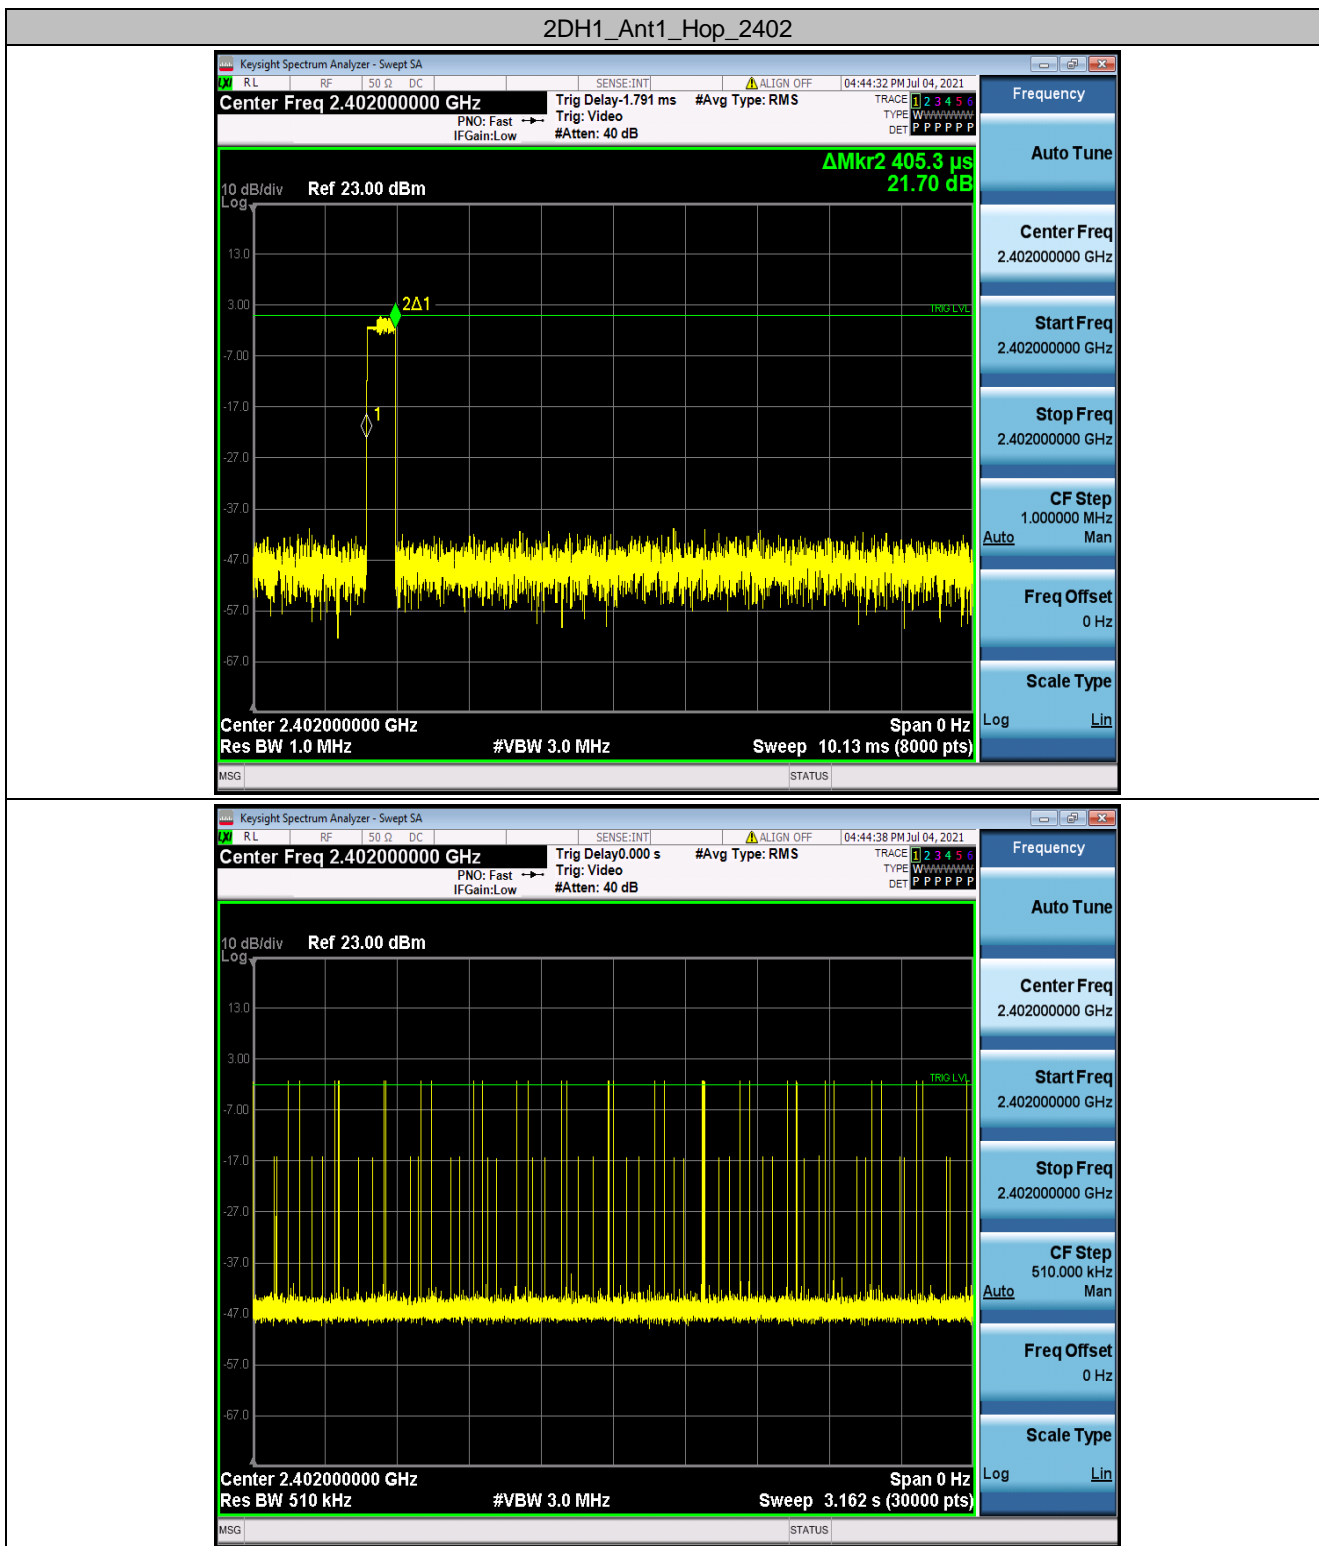 2DH1_Ant1_Hop_2402
Keysight Spectrum Analyzer - Swept SA
LXI RL RF 50 Ω DC SENSE:INT ALIGN OFF 04:44:32 PM Jul 04, 2021
Center Freq 2.402000000 GHz
Trig Delay-1.791 ms #Avg Type: RMS
TRACE 1 2 3 4 5 6
PNO: Fast Trig: Video
TYPE WWWWWWW
IFGain:Low #Atten: 40 dB
DET P P P P P P
ΔMkr2 405.3 µs
21.70 dB
10 dB/div Ref 23.00 dBm
Log
13.0
3.00
2Δ1
TRIG LVL
-7.00
-17.0
1
-27.0
-37.0
-47.0
-57.0
-67.0
Center 2.402000000 GHz Span 0 Hz
Res BW 1.0 MHz #VBW 3.0 MHz Sweep 10.13 ms (8000 pts)
MSG STATUS
Frequency
Auto Tune
Center Freq
2.402000000 GHz
Start Freq
2.402000000 GHz
Stop Freq
2.402000000 GHz
CF Step
1.000000 MHz
Auto Man
Freq Offset
0 Hz
Scale Type
Log Lin
Keysight Spectrum Analyzer - Swept SA
LXI RL RF 50 Ω DC SENSE:INT ALIGN OFF 04:44:38 PM Jul 04, 2021
Center Freq 2.402000000 GHz
Trig Delay0.000 s #Avg Type: RMS
TRACE 1 2 3 4 5 6
PNO: Fast Trig: Video
TYPE WWWWWWW
IFGain:Low #Atten: 40 dB
DET P P P P P P
10 dB/div Ref 23.00 dBm
Log
13.0
3.00
TRIG LVL
-7.00
-17.0
-27.0
-37.0
-47.0
-57.0
-67.0
Center 2.402000000 GHz Span 0 Hz
Res BW 510 kHz #VBW 3.0 MHz Sweep 3.162 s (30000 pts)
MSG STATUS
Frequency
Auto Tune
Center Freq
2.402000000 GHz
Start Freq
2.402000000 GHz
Stop Freq
2.402000000 GHz
CF Step
510.000 kHz
Auto Man
Freq Offset
0 Hz
Scale Type
Log Lin